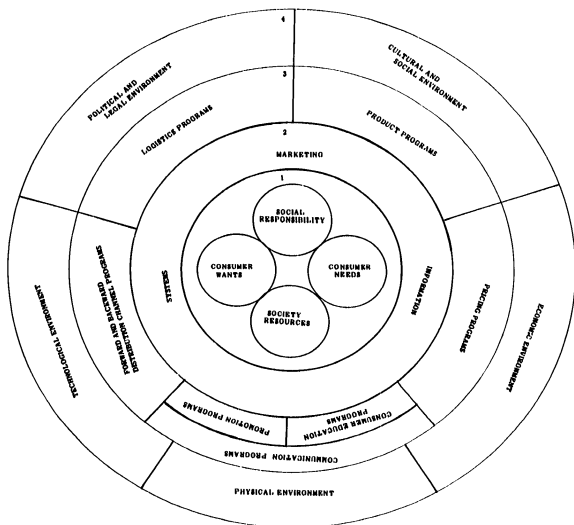 4
POLITICAL AND
LEGAL ENVIRONMENT
CULTURAL AND
SOCIAL ENVIRONMENT
3
LOGISTICS PROGRAMS
PRODUCT PROGRAMS
2
MARKETING
1
SOCIAL
RESPONSIBILITY
CONSUMER
WANTS
CONSUMER
NEEDS
SOCIETY
RESOURCES
SYSTEMS
INFORMATION
FORWARD AND BACKWARD
DISTRIBUTION CHANNEL PROGRAMS
PRICING PROGRAMS
TECHNOLOGICAL ENVIRONMENT
ECONOMIC ENVIRONMENT
PROMOTION PROGRAMS
CONSUMER EDUCATION
PROGRAMS
COMMUNICATION PROGRAMS
PHYSICAL ENVIRONMENT